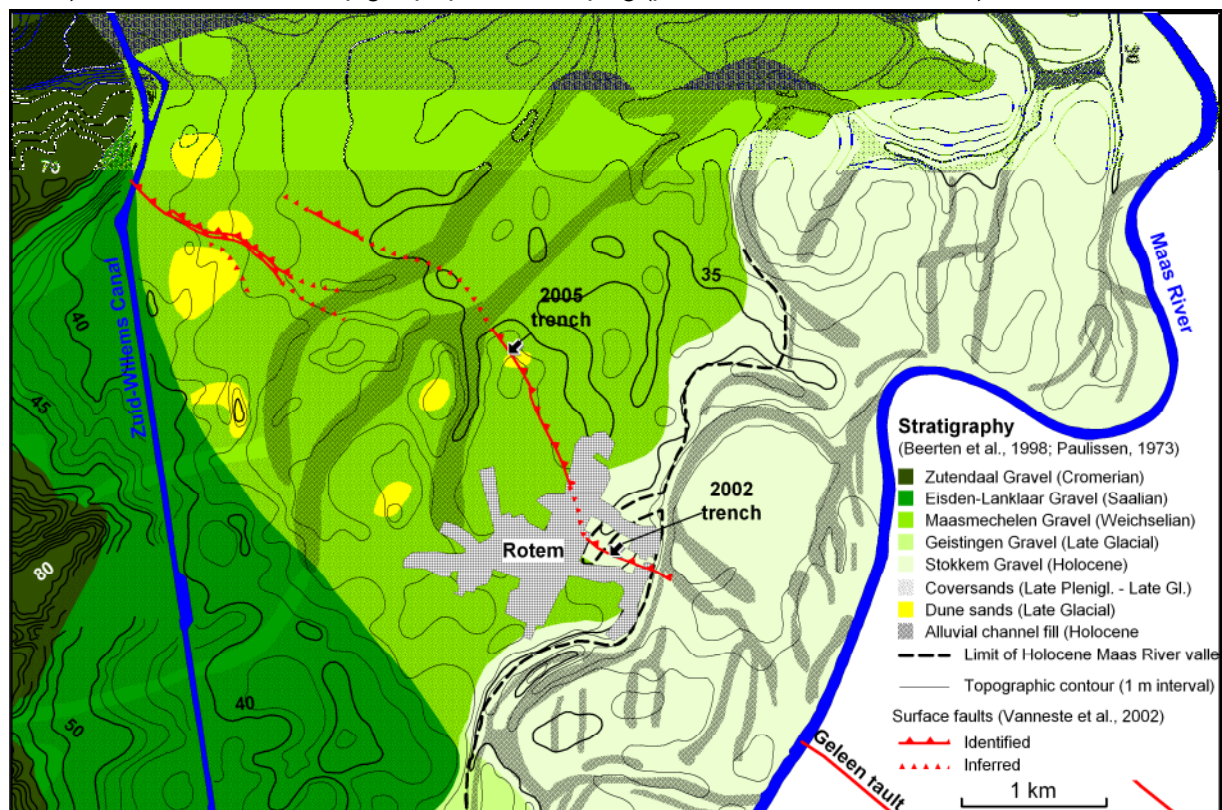 30
70
Zuid-Willems Canal
40
45
80
50
40
35
2005
trench
2002
trench
Rotem
Maas River
Geleen fault
Stratigraphy
(Beerten et al., 1998; Paulissen, 1973)
Zutendaal Gravel (Cromerian)
Eisden-Lanklaar Gravel (Saalian)
Maasmechelen Gravel (Weichselian)
Geistingen Gravel (Late Glacial)
Stokkem Gravel (Holocene)
Coversands (Late Plenigl. - Late Gl.)
Dune sands (Late Glacial)
Alluvial channel fill (Holocene
Limit of Holocene Maas River valle
Topographic contour (1 m interval)
Surface faults (Vanneste et al., 2002)
Identified
Inferred
1 km